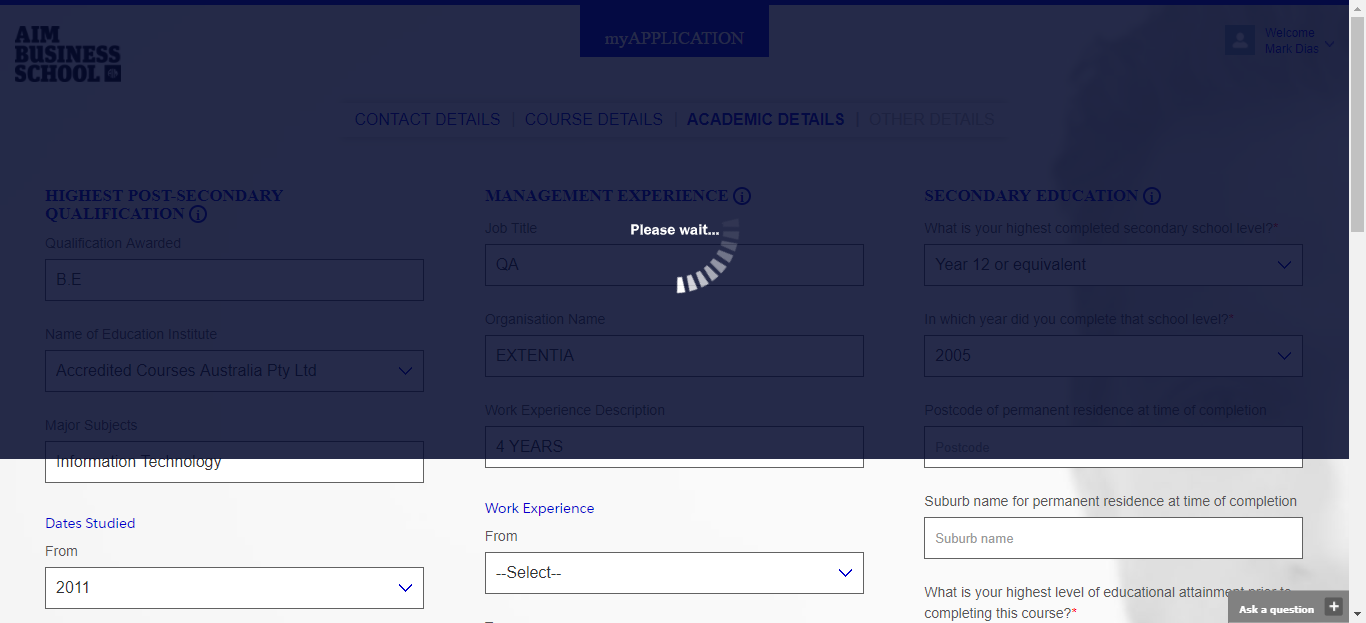 AIM
BUSINESS
SCHOOL
myAPPLICATION
Welcome
Mark Dias
CONTACT DETAILS | COURSE DETAILS | ACADEMIC DETAILS | OTHER DETAILS
HIGHEST POST-SECONDARY
QUALIFICATION
Qualification Awarded
B.E
Name of Education Institute
Accredited Courses Australia Pty Ltd
Major Subjects
Information Technology
Dates Studied
From
2011
MANAGEMENT EXPERIENCE
Job Title
QA
Organisation Name
EXTENTIA
Work Experience Description
4 YEARS
Work Experience
From
--Select--
Please wait...
SECONDARY EDUCATION
What is your highest completed secondary school level?*
Year 12 or equivalent
In which year did you complete that school level?*
2005
Postcode of permanent residence at time of completion
Postcode
Suburb name for permanent residence at time of completion
Suburb name
What is your highest level of educational attainment prior to
completing this course?*
Ask a question +